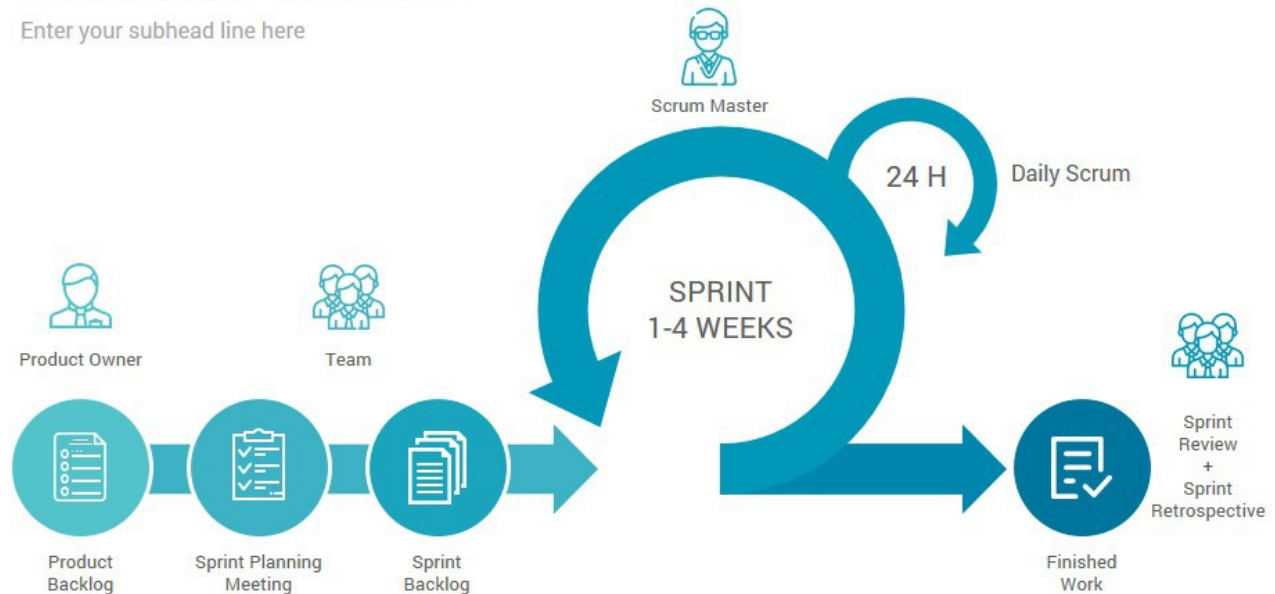 Enter your subhead line here
Scrum Master
24 H
Daily Scrum
SPRINT
1-4 WEEKS
Product Owner
Team
Sprint
Review
+
Sprint
Retrospective
Product
Backlog
Sprint Planning
Meeting
Sprint
Backlog
Finished
Work